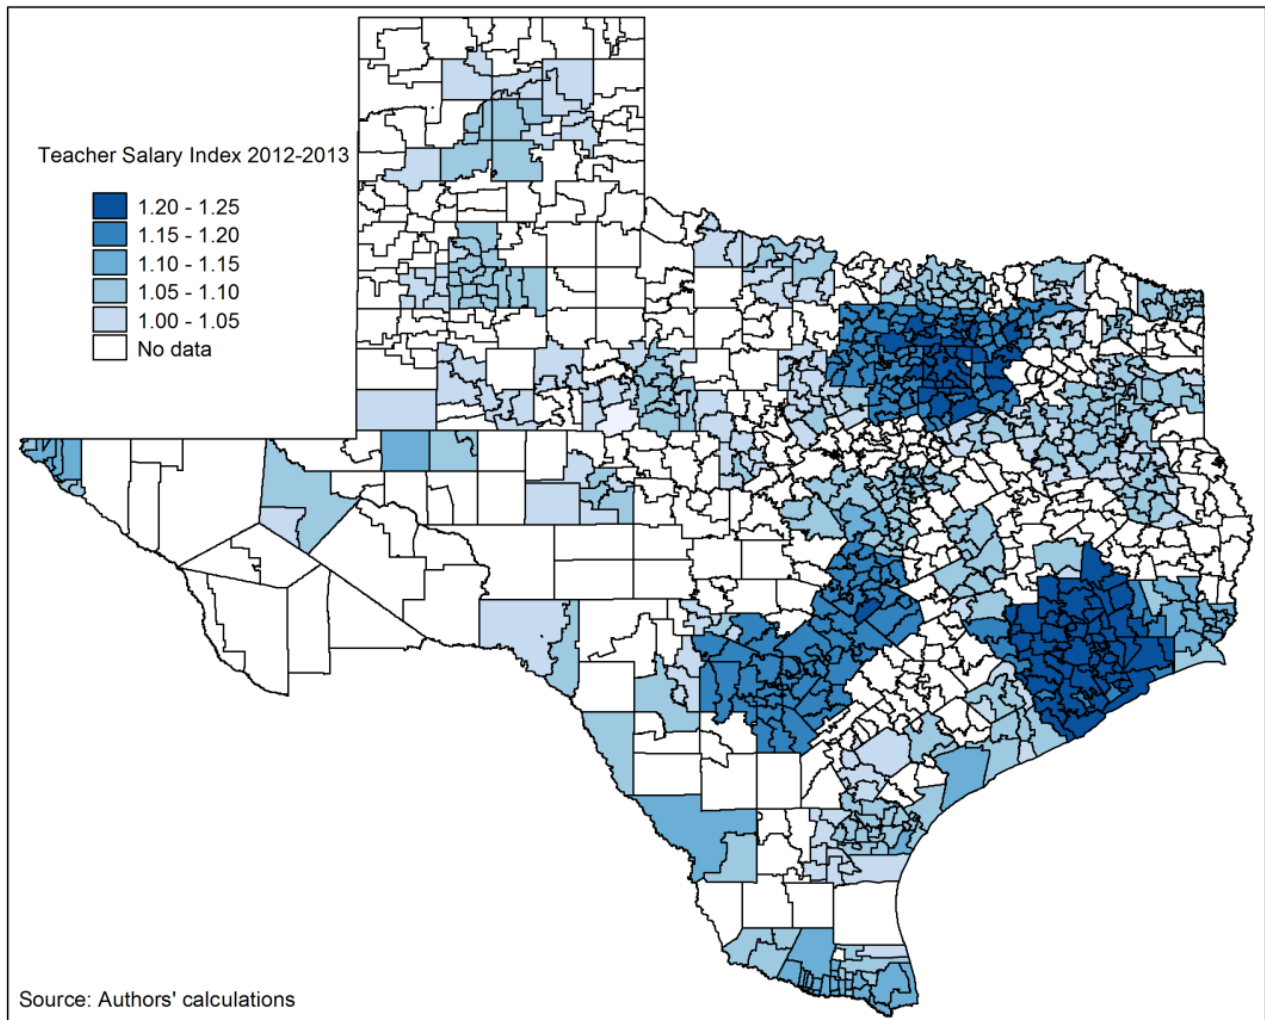 Teacher Salary Index 2012-2013
1.20 - 1.25
1.15 - 1.20
1.10 - 1.15
1.05 - 1.10
1.00 - 1.05
No data
Source: Authors' calculations